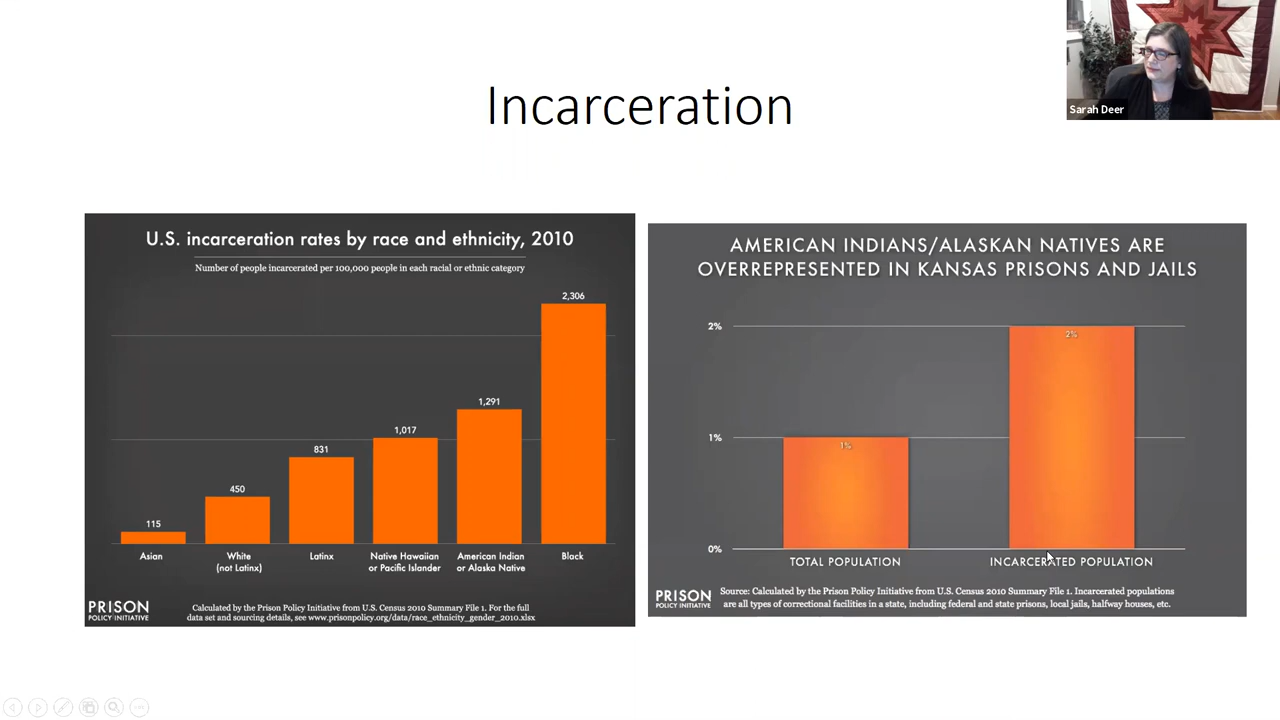 Sarah Deer
Incarceration
U.S. incarceration rates by race and ethnicity, 2010
Number of people incarcerated per 100,000 people in each racial or ethnic category
115
450
831
1,017
1,291
2,306
Asian
White
(not Latinx)
Latinx
Native Hawaiian
or Pacific Islander
American Indian
or Alaska Native
Black
PRISON
POLICY INITIATIVE
Calculated by the Prison Policy Initiative from U.S. Census 2010 Summary File 1. For the full
data set and sourcing details, see www.prisonpolicy.org/data/race_ethnicity_gender_2010.xlsx
AMERICAN INDIANS/ALASKAN NATIVES ARE
OVERREPRESENTED IN KANSAS PRISONS AND JAILS
2%
1%
0%
1%
2%
TOTAL POPULATION
INCARCERATED POPULATION
PRISON
POLICY INITIATIVE
Source: Calculated by the Prison Policy Initiative from U.S. Census 2010 Summary File 1. Incarcerated populations
are all types of correctional facilities in a state, including federal and state prisons, local jails, halfway houses, etc.